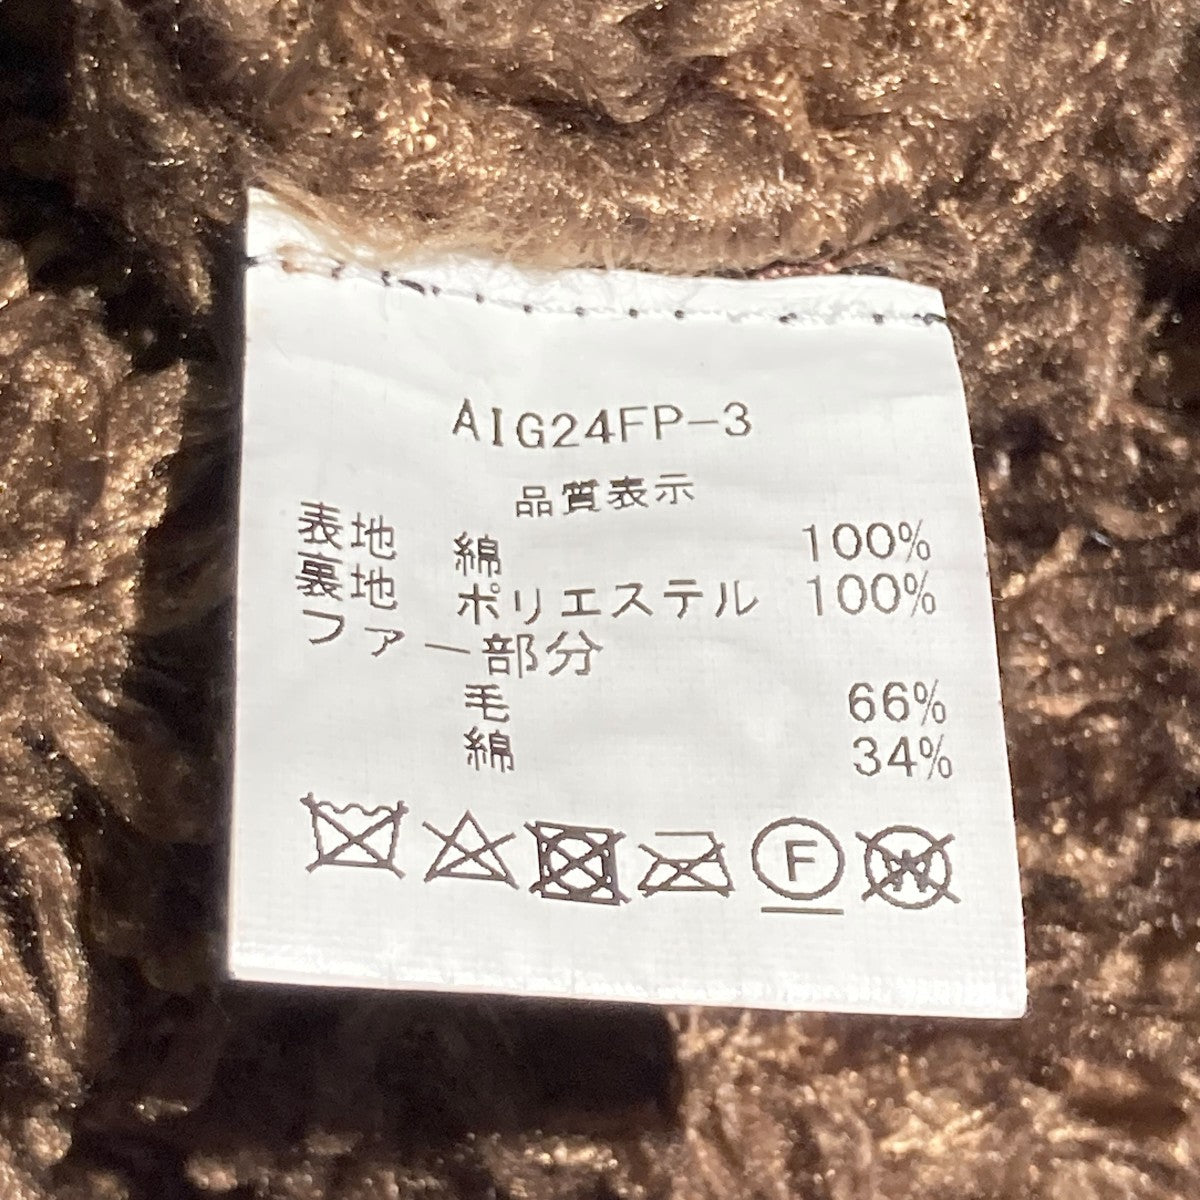 AIG24FP-3
品質表示
表地 綿 100%
裏地 ポリエステル 100%
ファー部分
毛 66%
綿 34%
F
W